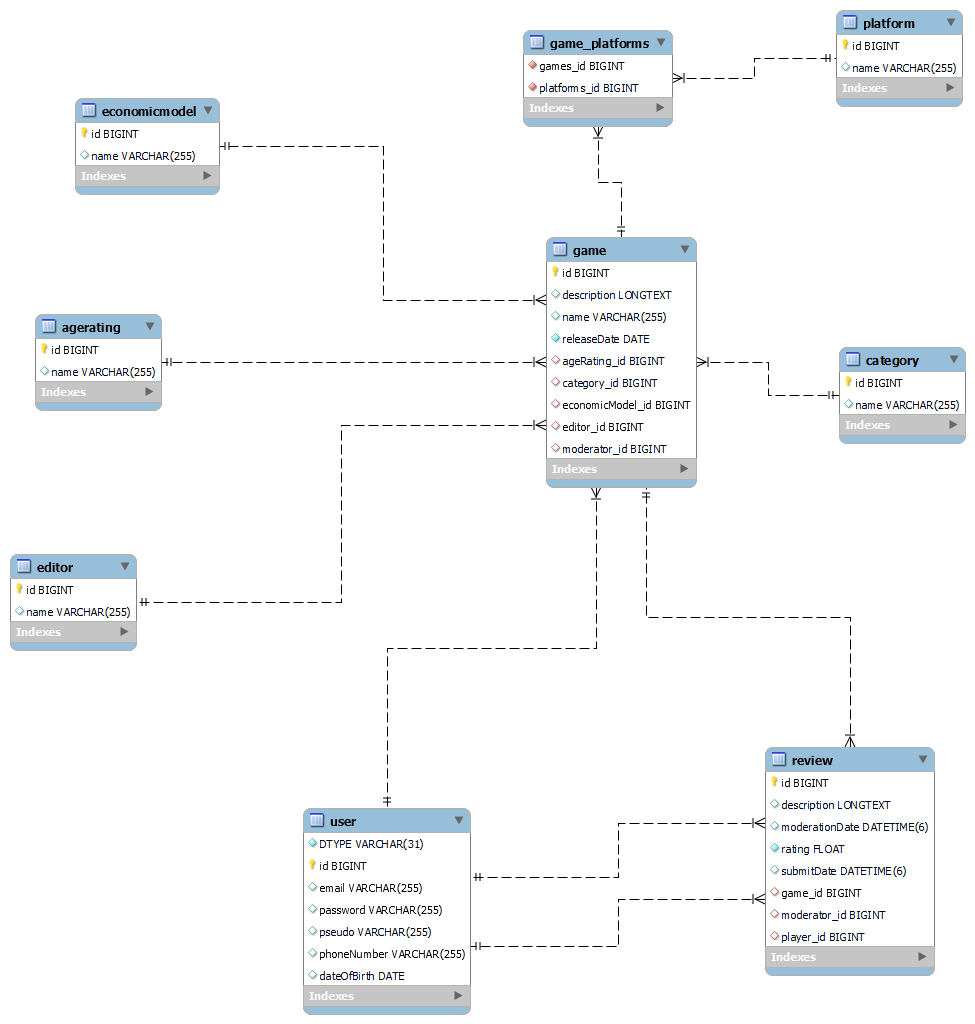 platform
id BIGINT
name VARCHAR(255)
Indexes
game_platforms
games_id BIGINT
platforms_id BIGINT
Indexes
economicmodel
id BIGINT
name VARCHAR(255)
Indexes
game
id BIGINT
description LONGTEXT
name VARCHAR(255)
releaseDate DATE
ageRating_id BIGINT
category_id BIGINT
economicModel_id BIGINT
editor_id BIGINT
moderator_id BIGINT
Indexes
agerating
id BIGINT
name VARCHAR(255)
Indexes
category
id BIGINT
name VARCHAR(255)
Indexes
editor
id BIGINT
name VARCHAR(255)
Indexes
review
id BIGINT
description LONGTEXT
moderationDate DATETIME(6)
rating FLOAT
submitDate DATETIME(6)
game_id BIGINT
moderator_id BIGINT
player_id BIGINT
Indexes
user
DTYPE VARCHAR(31)
id BIGINT
email VARCHAR(255)
password VARCHAR(255)
pseudo VARCHAR(255)
phoneNumber VARCHAR(255)
dateOfBirth DATE
Indexes